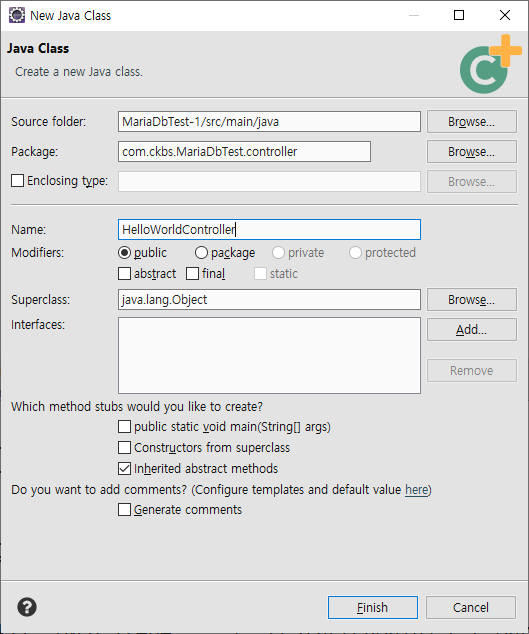 New Java Class
Java Class
Create a new Java class.
Source folder: MariaDbTest-1/src/main/java Browse...
Package: com.ckbs.MariaDbTest.controller Browse...
Enclosing type: Browse...
Name: HelloWorldController
Modifiers: public package private protected
abstract final static
Superclass: java.lang.Object Browse...
Interfaces: Add...
Remove
Which method stubs would you like to create?
public static void main(String[] args)
Constructors from superclass
Inherited abstract methods
Do you want to add comments? (Configure templates and default value here)
Generate comments
Finish Cancel